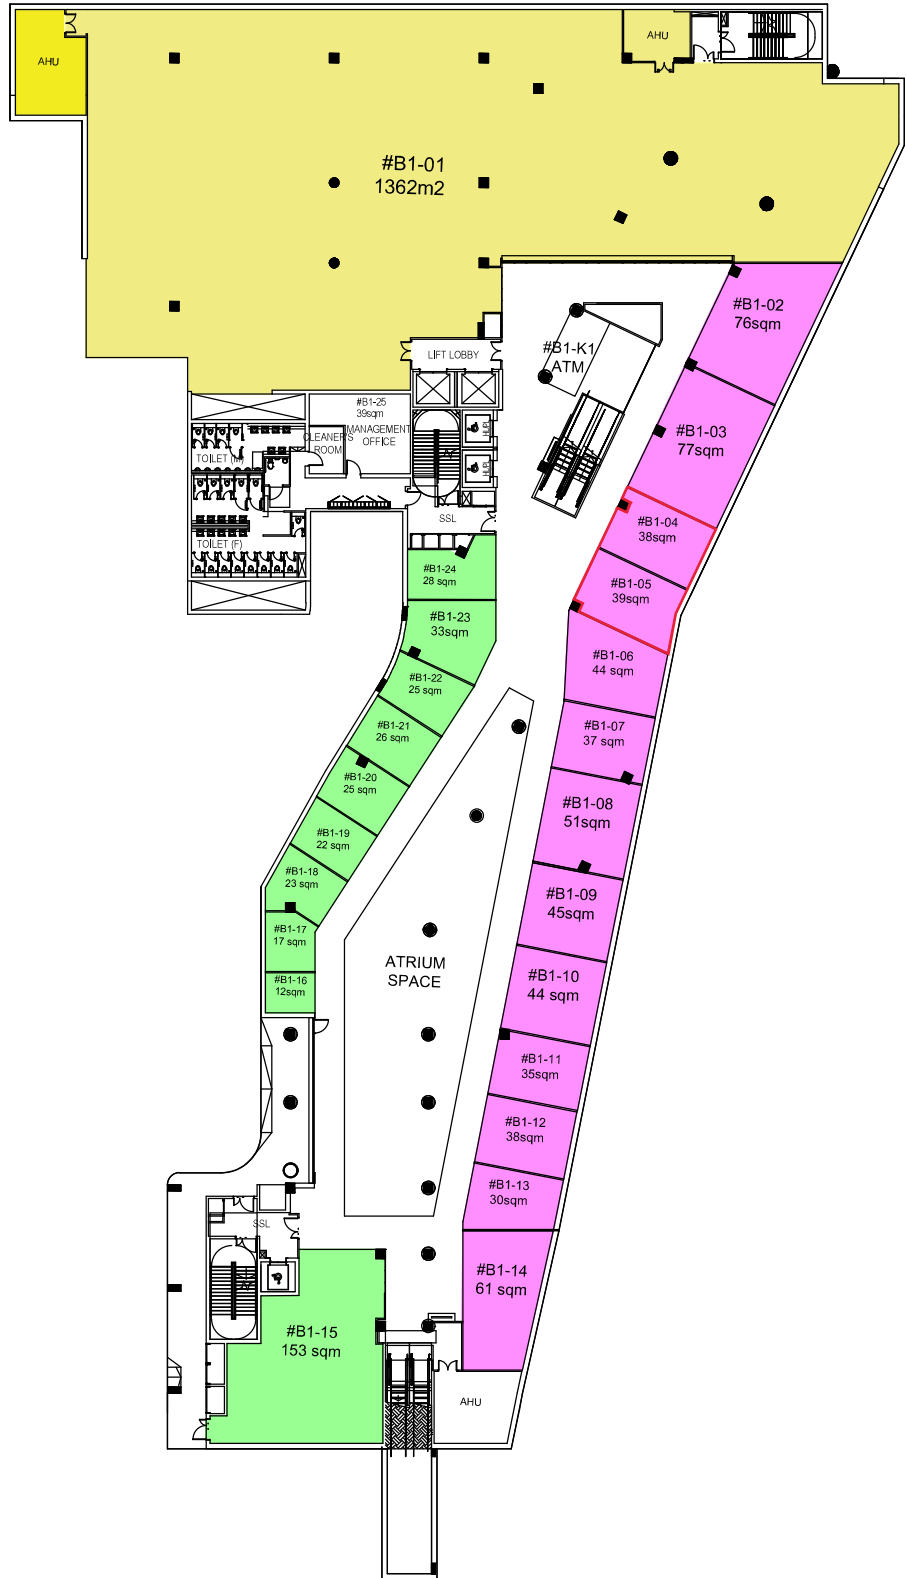 AHU
AHU
#B1-01
1362m2
#B1-02
76sqm
#B1-K1
ATM
LIFT LOBBY
#B1-25
39sqm
MANAGEMENT
OFFICE
CLEANER'S
ROOM
HUPL
HUPL
TOILET (M)
#B1-03
77sqm
#B1-04
38sqm
SSL
TOILET (F)
#B1-24
28 sqm
#B1-05
39sqm
#B1-23
33sqm
#B1-06
44 sqm
#B1-22
25 sqm
#B1-21
26 sqm
#B1-07
37 sqm
#B1-20
25 sqm
#B1-08
51sqm
#B1-19
22 sqm
#B1-18
23 sqm
#B1-09
45sqm
#B1-17
17 sqm
ATRIUM
SPACE
#B1-16
12sqm
#B1-10
44 sqm
#B1-11
35sqm
#B1-12
38sqm
#B1-13
30sqm
SSL
#B1-14
61 sqm
#B1-15
153 sqm
AHU